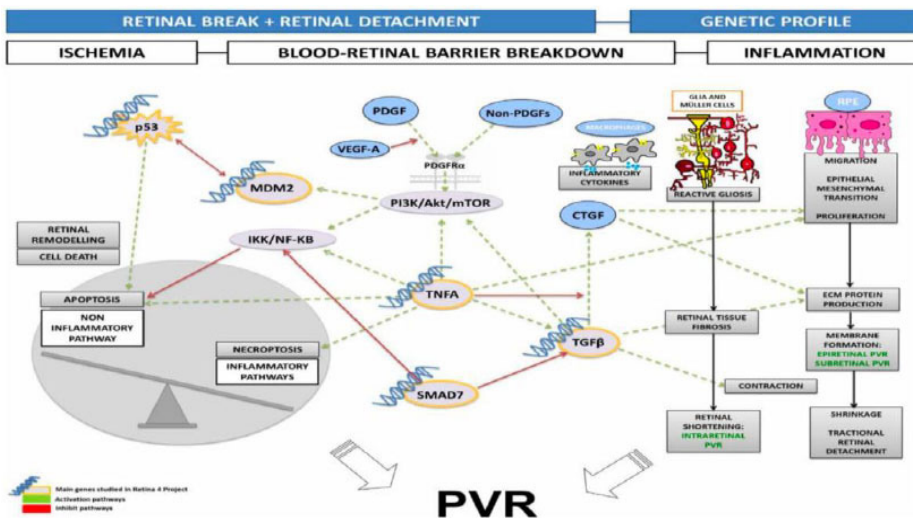 RETINAL BREAK + RETINAL DETACHMENT
GENETIC PROFILE
ISCHEMIA
BLOOD-RETINAL BARRIER BREAKDOWN
INFLAMMATION
p53
PDGF
Non-PDGFs
VEGF-A
PDGFRα
MDM2
PI3K/Akt/mTOR
MACROPHAGES
INFLAMMATORY
CYTOKINES
GLIA AND
MÜLLER CELLS
REACTIVE GLIOSIS
RPE
MIGRATION
EPITHELIAL
MESENCHYMAL
TRANSITION
PROLIFERATION
CTGF
RETINAL
REMODELLING
CELL DEATH
IKK/NF-KB
APOPTOSIS
NON
INFLAMMATORY
PATHWAY
TNFA
NECROPTOSIS
INFLAMMATORY
PATHWAYS
TGFβ
SMAD7
RETINAL TISSUE
FIBROSIS
ECM PROTEIN
PRODUCTION
MEMBRANE
FORMATION:
EPIRETINAL PVR
SUBRETINAL PVR
CONTRACTION
RETINAL
SHORTENING:
INTRARETINAL
PVR
SHRINKAGE
TRACTIONAL
RETINAL
DETACHMENT
Main genes studied in Retina 4 Project
Activation pathways
Inhibit pathways
PVR